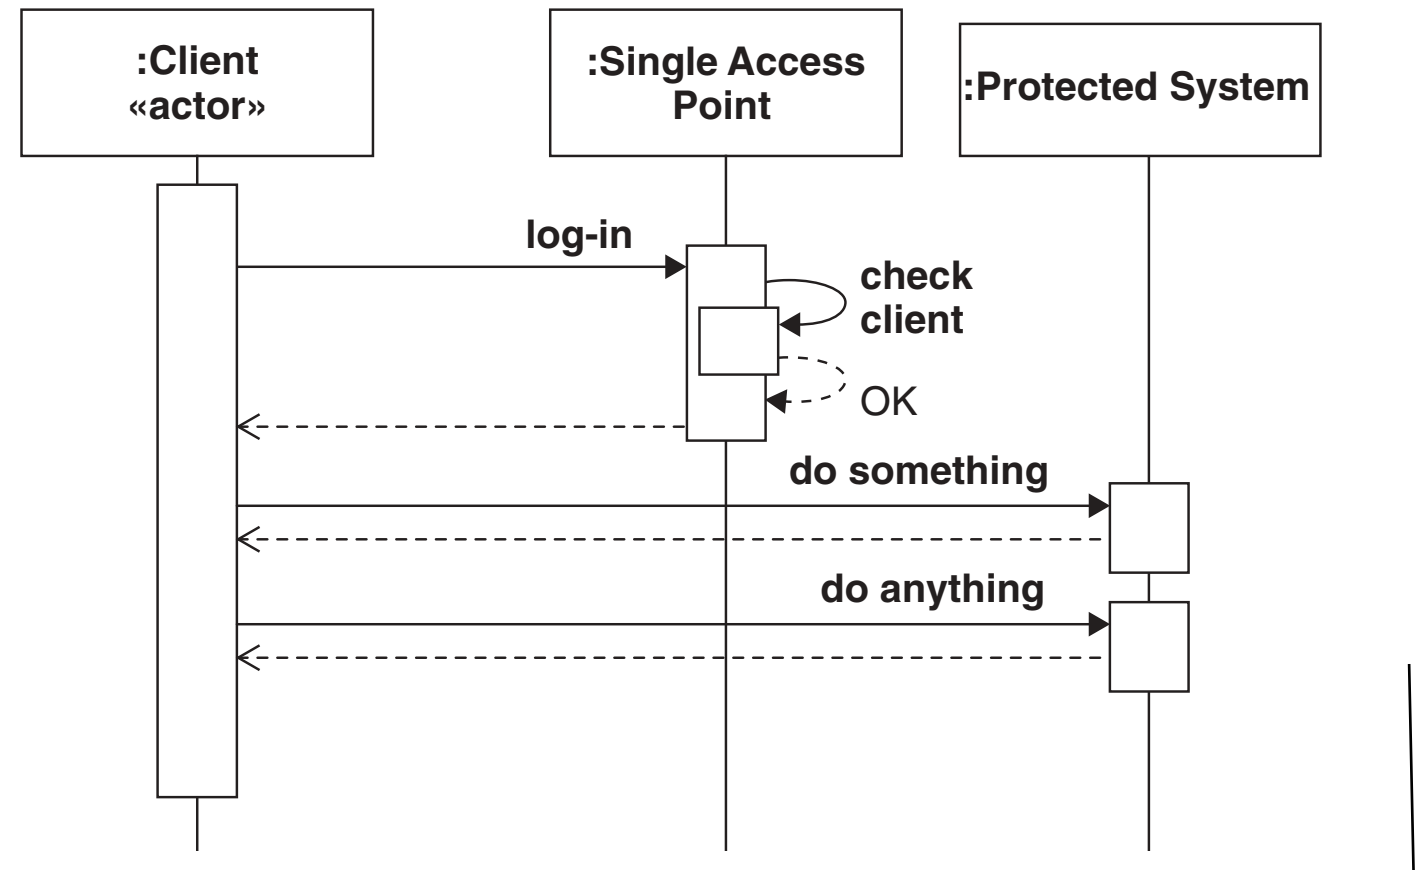 :Client
«actor»
:Single Access
Point
:Protected System
log-in
check
client
OK
do something
do anything